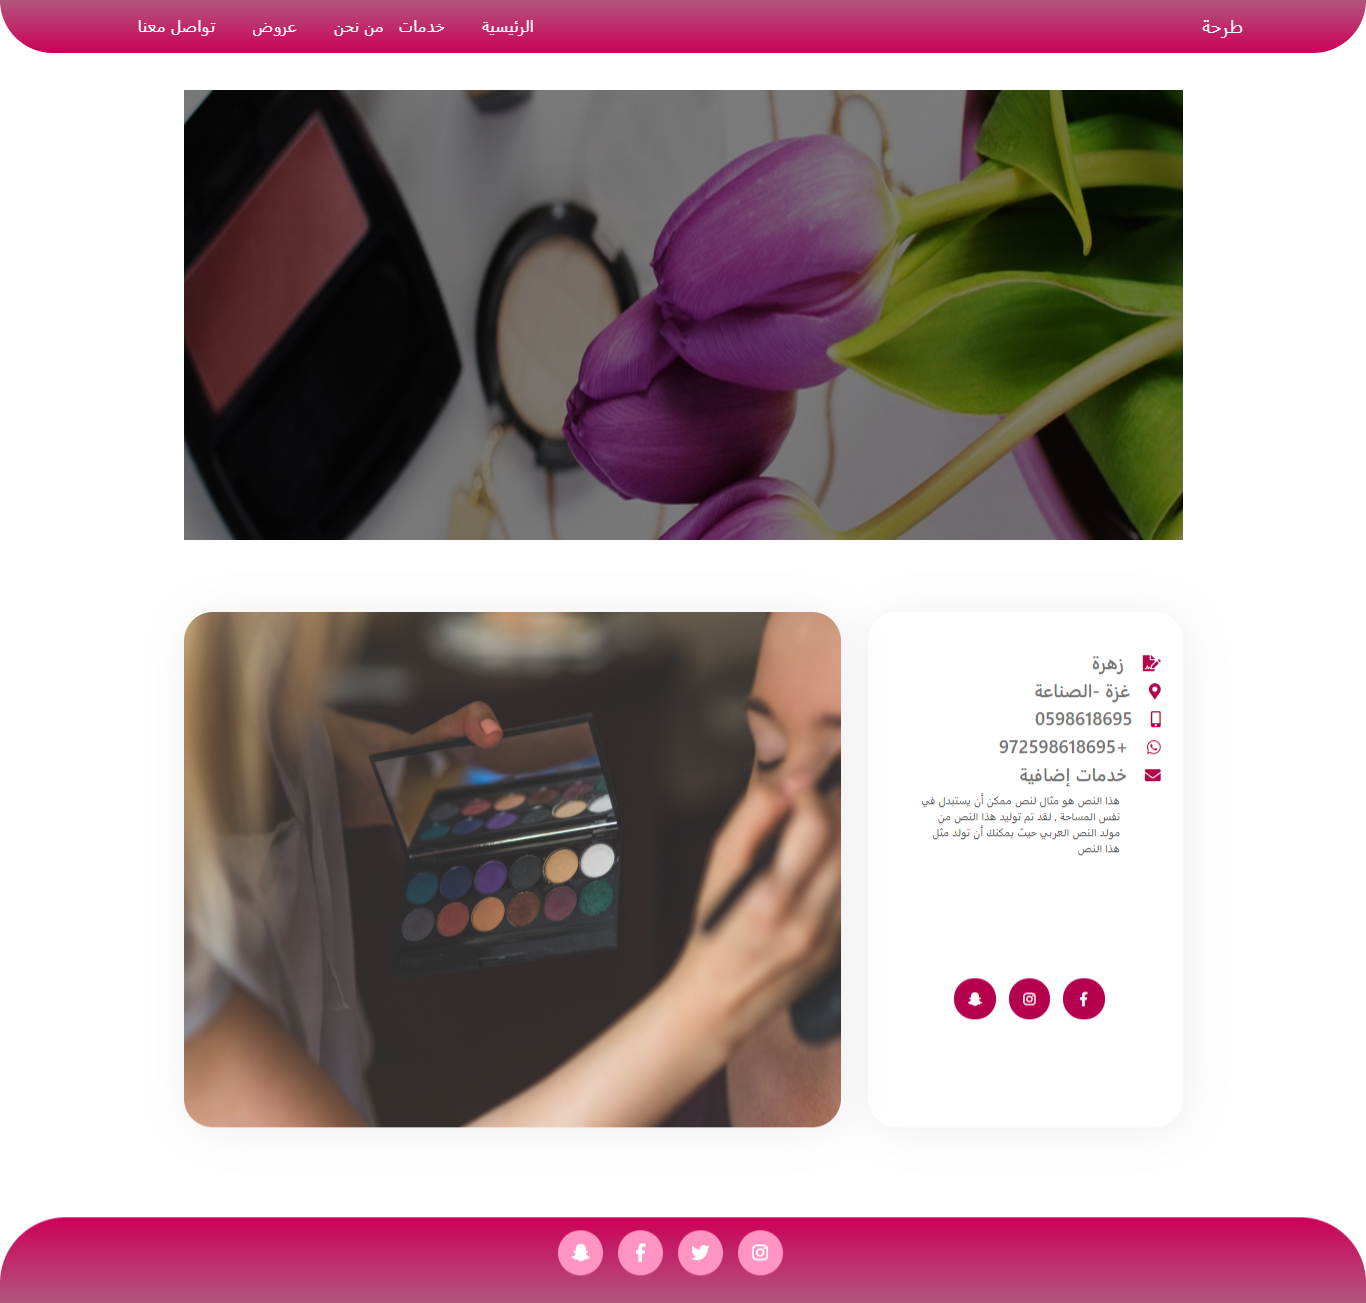 طرحة
الرئيسية خدمات من نحن عروض تواصل معنا
زهرة
غزة -الصناعة
0598618695
+972598618695
خدمات إضافية
هذا النص هو مثال لنص ممكن أن يستبدل في
نفس المساحة , لقد تم توليد هذا النص من
مولد النص العربي حيث يمكنك أن تولد مثل
هذا النص